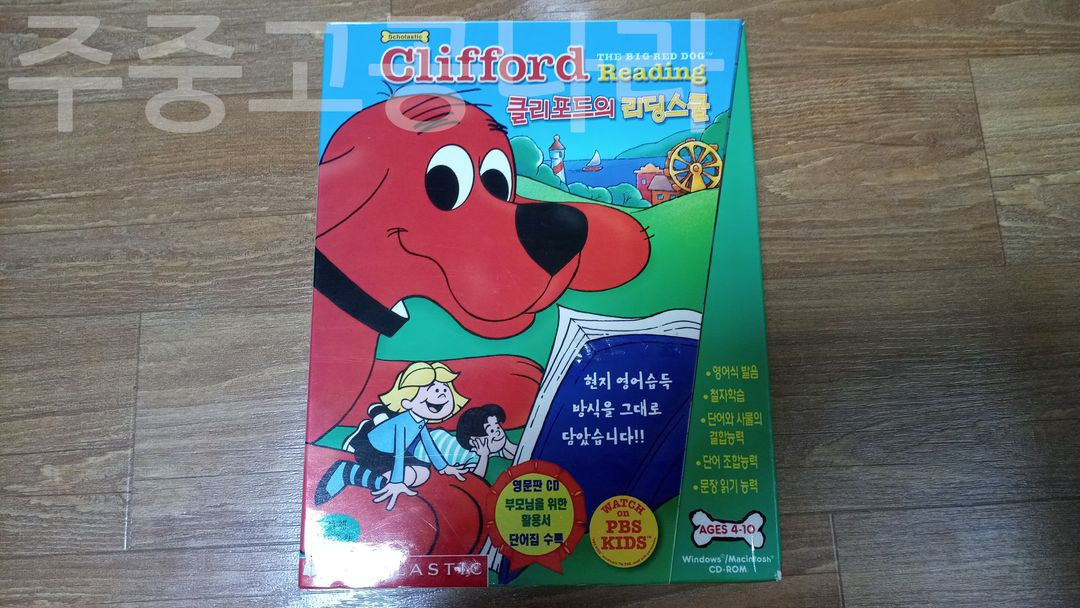 주중고공나라
Scholastic
Clifford
THE BIG RED DOG™
Reading
클리포드의 리딩스쿨
현지 영어습득
방식을 그대로
담았습니다!!
• 영어식 발음
• 철자학습
• 단어와 사물의
결합능력
• 단어 조합능력
• 문장 읽기 능력
영문판 CD
부모님을 위한
활용서
단어집 수록
WATCH
on
PBS
KIDS™
AGES 4-10
Windows®/Macintosh®
CD-ROM